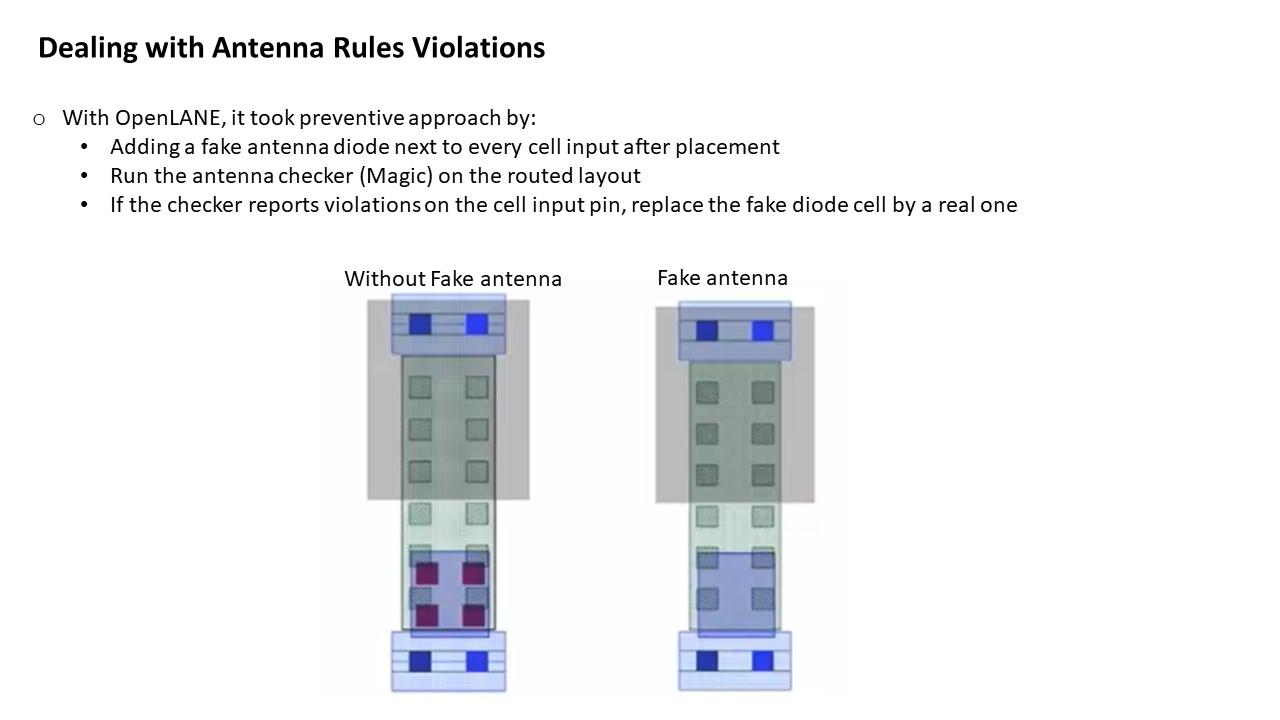 Dealing with Antenna Rules Violations
o With OpenLANE, it took preventive approach by:
• Adding a fake antenna diode next to every cell input after placement
• Run the antenna checker (Magic) on the routed layout
• If the checker reports violations on the cell input pin, replace the fake diode cell by a real one
Without Fake antenna
Fake antenna